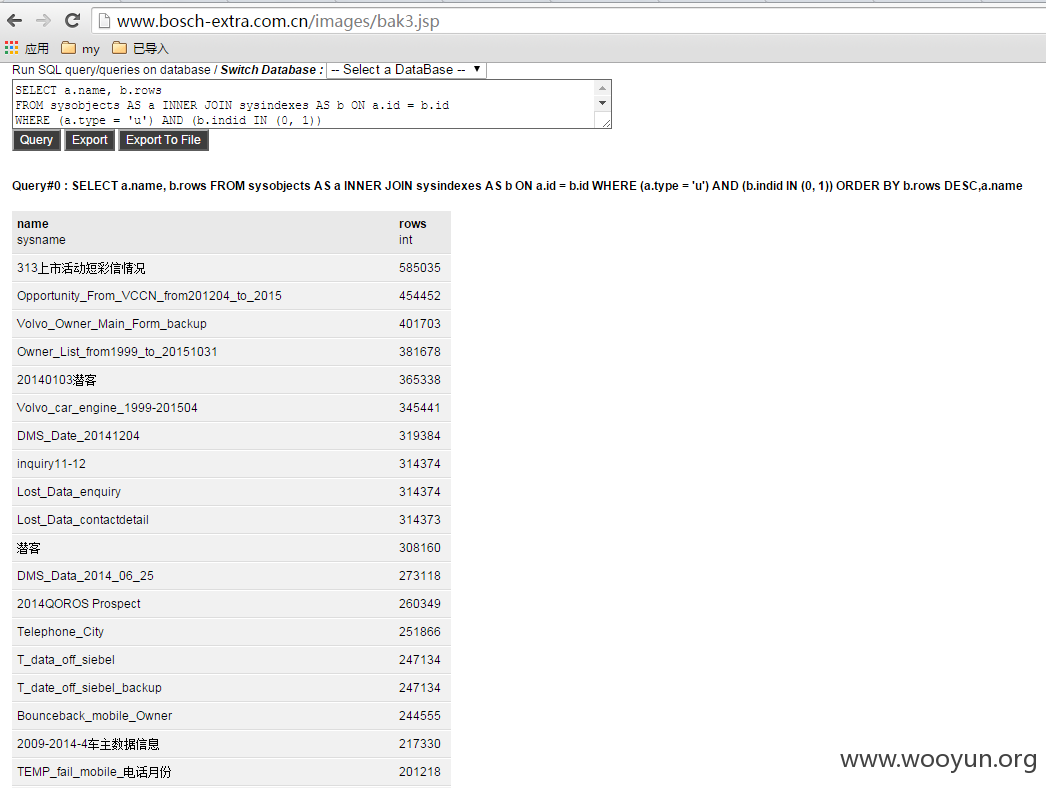 www.bosch-extra.com.cn/images/bak3.jsp
应用 my 已导入
Run SQL query/queries on database / Switch Database : -- Select a DataBase --
SELECT a.name, b.rows
FROM sysobjects AS a INNER JOIN sysindexes AS b ON a.id = b.id
WHERE (a.type = 'u') AND (b.indid IN (0, 1))
Query Export Export To File
Query#0 : SELECT a.name, b.rows FROM sysobjects AS a INNER JOIN sysindexes AS b ON a.id = b.id WHERE (a.type = 'u') AND (b.indid IN (0, 1)) ORDER BY b.rows DESC,a.name
name rows
sysname int
313上市活动短彩信情况 585035
Opportunity_From_VCCN_from201204_to_2015 454452
Volvo_Owner_Main_Form_backup 401703
Owner_List_from1999_to_20151031 381678
20140103潜客 365338
Volvo_car_engine_1999-201504 345441
DMS_Date_20141204 319384
inquiry11-12 314374
Lost_Data_enquiry 314374
Lost_Data_contactdetail 314373
潜客 308160
DMS_Data_2014_06_25 273118
2014QOROS Prospect 260349
Telephone_City 251866
T_data_off_siebel 247134
T_date_off_siebel_backup 247134
Bounceback_mobile_Owner 244555
2009-2014-4车主数据信息 217330
TEMP_fail_mobile_电话月份 201218
www.wooyun.org